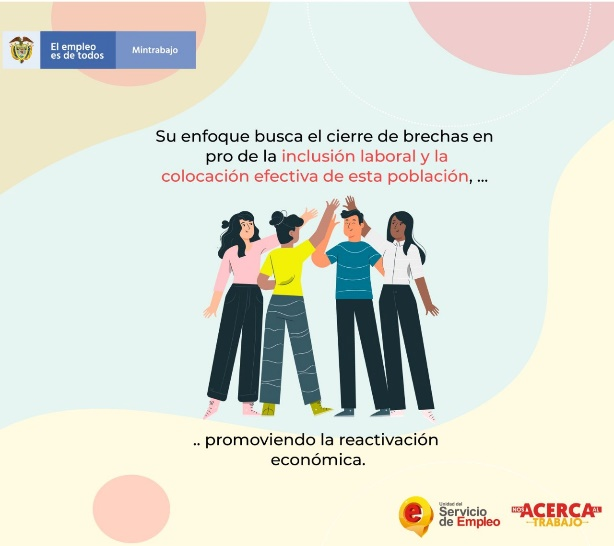 El empleo
es de todos
Mintrabajo
Su enfoque busca el cierre de brechas en
pro de la inclusión laboral y la
colocación efectiva de esta población, ...
.. promoviendo la reactivación
económica.
Unidad del
Servicio
de Empleo
NOS ACERCA AL
TRABAJO